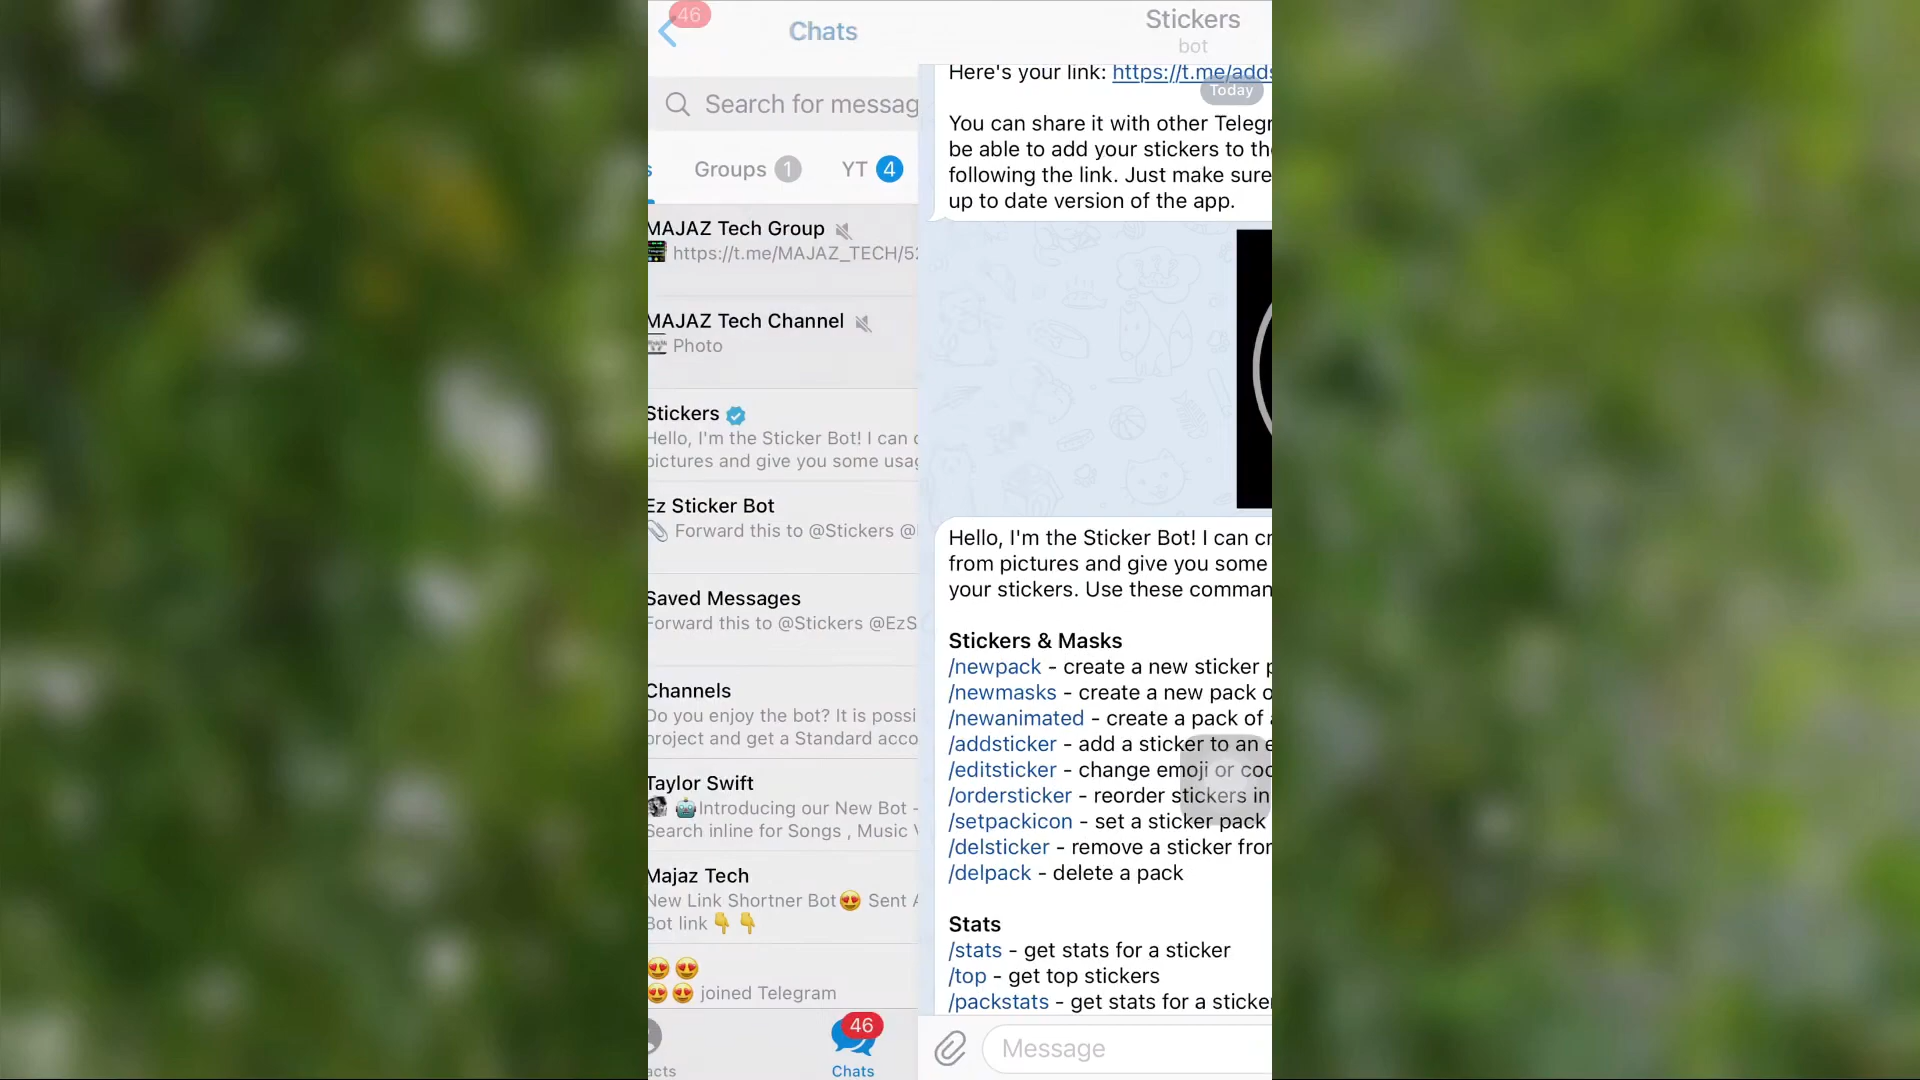 46
Chats
Search for messag
Groups 1 YT 4
MAJAZ Tech Group
https://t.me/MAJAZ_TECH/52
MAJAZ Tech Channel
Photo
Stickers
Hello, I'm the Sticker Bot! I can c
pictures and give you some usag
Ez Sticker Bot
Forward this to @Stickers @
Saved Messages
Forward this to @Stickers @EzS
Channels
Do you enjoy the bot? It is possi
project and get a Standard acco
Taylor Swift
🤖Introducing our New Bot -
Search inline for Songs , Music V
Majaz Tech
New Link Shortner Bot😍 Sent A
Bot link 👇 👇
😍 😍
😍 😍 joined Telegram
acts
46
Chats
Stickers
bot
Here's your link: https://t.me/adds
Today
You can share it with other Telegr
be able to add your stickers to the
following the link. Just make sure
up to date version of the app.
Hello, I'm the Sticker Bot! I can cr
from pictures and give you some
your stickers. Use these comman
Stickers & Masks
/newpack - create a new sticker p
/newmasks - create a new pack o
/newanimated - create a pack of a
/addsticker - add a sticker to an e
/editsticker - change emoji or coo
/ordersticker - reorder stickers in
/setpackicon - set a sticker pack
/delsticker - remove a sticker from
/delpack - delete a pack
Stats
/stats - get stats for a sticker
/top - get top stickers
/packstats - get stats for a sticker
Message